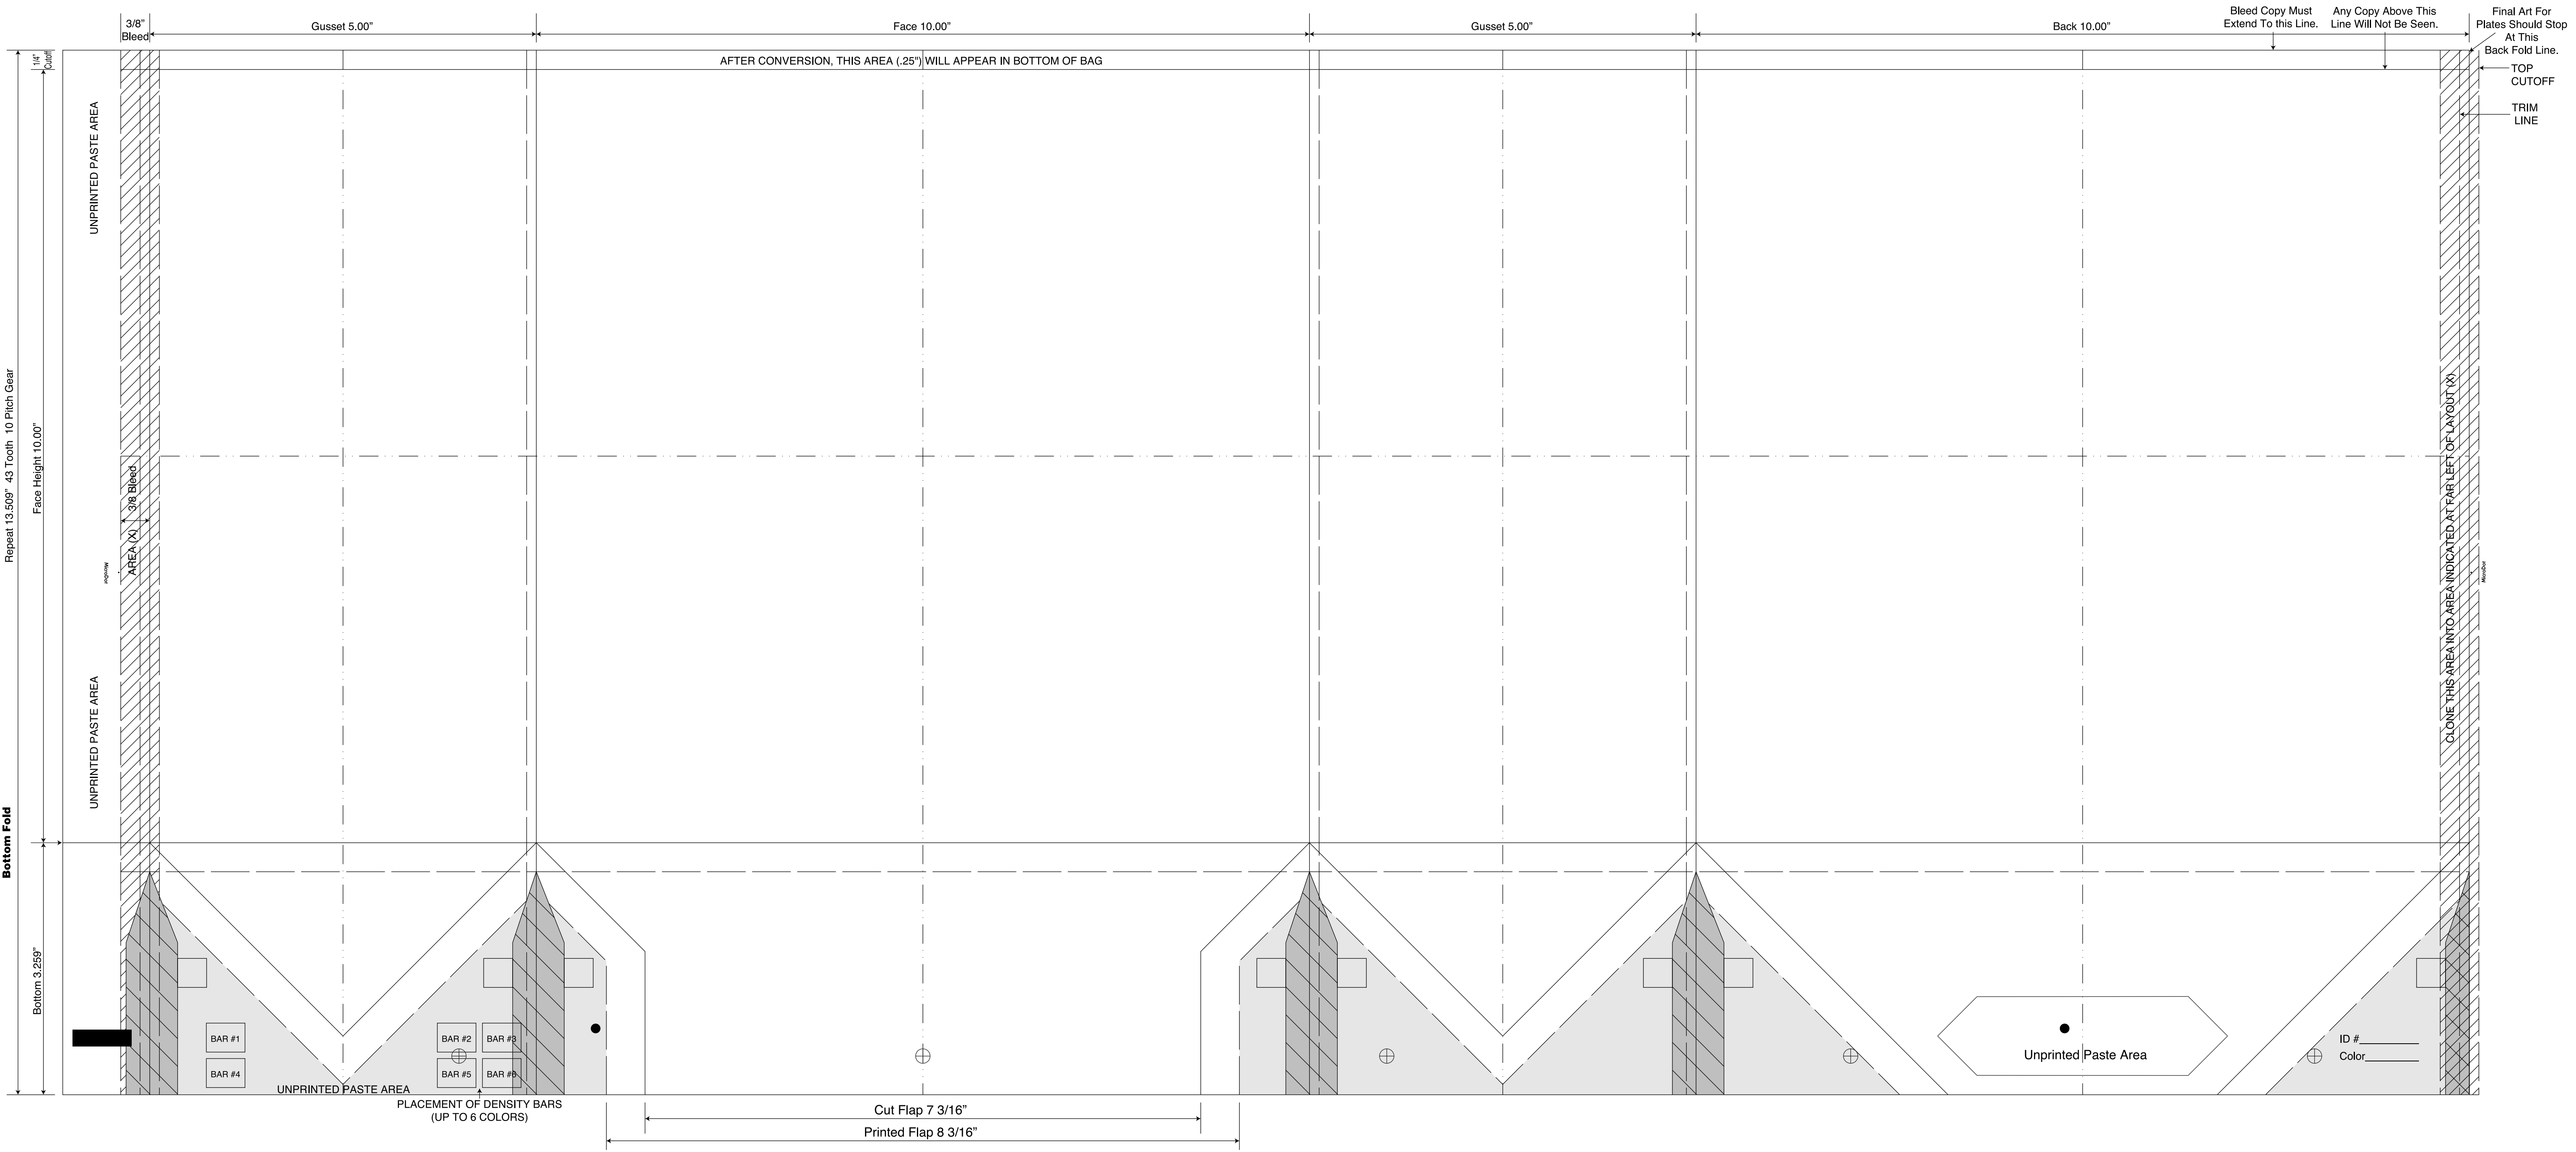 3/8"
Bleed
Gusset 5.00"
Face 10.00"
Gusset 5.00"
Back 10.00"
Bleed Copy Must
Extend To this Line.
Any Copy Above This
Line Will Not Be Seen.
Final Art For
Plates Should Stop
At This
Back Fold Line.
1/4"
Cutoff
AFTER CONVERSION, THIS AREA (.25") WILL APPEAR IN BOTTOM OF BAG
TOP
CUTOFF
TRIM
LINE
UNPRINTED PASTE AREA
Repeat 13.509" 43 Tooth 10 Pitch Gear
Face Height 10.00"
3/8 Bleed
AREA (X)
MicroDot
CLONE THIS AREA INTO AREA INDICATED AT FAR LEFT OF LAYOUT (X)
MicroDot
UNPRINTED PASTE AREA
Bottom Fold
Bottom 3.259"
BAR #1
BAR #2
BAR #3
BAR #4
BAR #5
BAR #6
UNPRINTED PASTE AREA
PLACEMENT OF DENSITY BARS
(UP TO 6 COLORS)
Unprinted Paste Area
ID #
Color
Cut Flap 7 3/16"
Printed Flap 8 3/16"